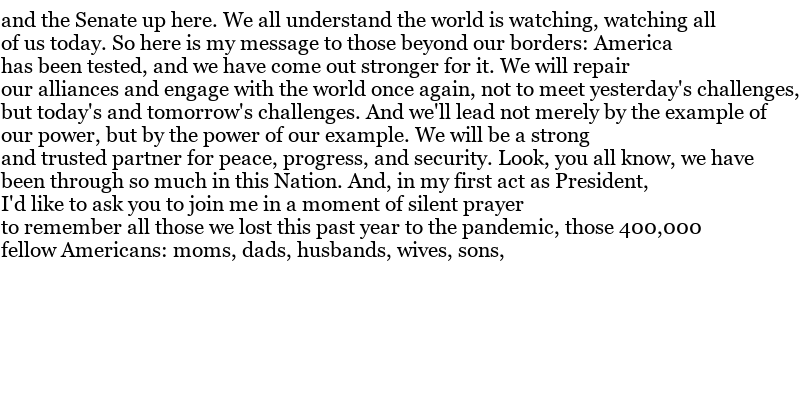 and the Senate up here. We all understand the world is watching, watching all
of us today. So here is my message to those beyond our borders: America
has been tested, and we have come out stronger for it. We will repair
our alliances and engage with the world once again, not to meet yesterday's challenges,
but today's and tomorrow's challenges. And we'll lead not merely by the example of
our power, but by the power of our example. We will be a strong
and trusted partner for peace, progress, and security. Look, you all know, we have
been through so much in this Nation. And, in my first act as President,
I'd like to ask you to join me in a moment of silent prayer
to remember all those we lost this past year to the pandemic, those 400,000
fellow Americans: moms, dads, husbands, wives, sons,